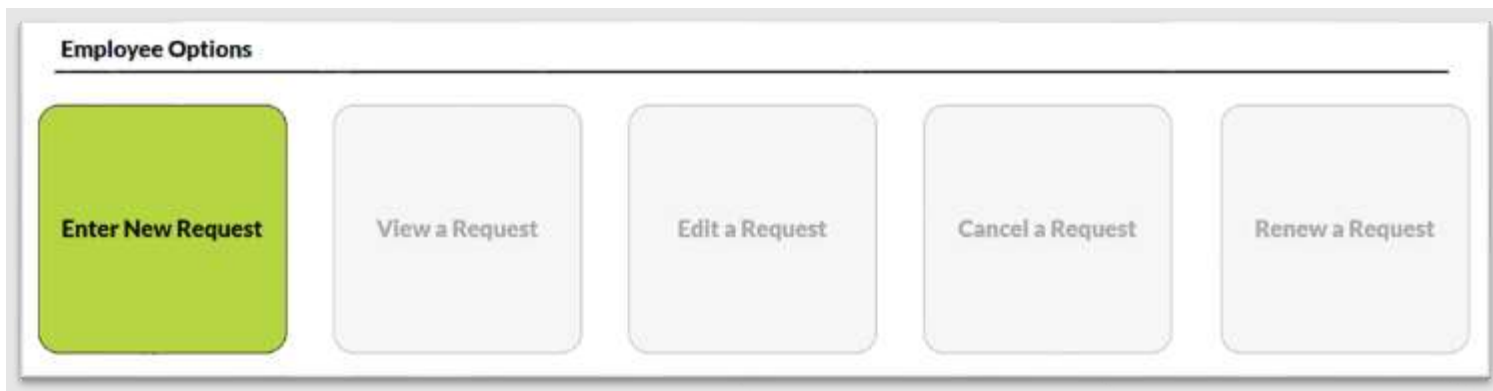 Employee Options
Enter New Request
View a Request
Edit a Request
Cancel a Request
Renew a Request